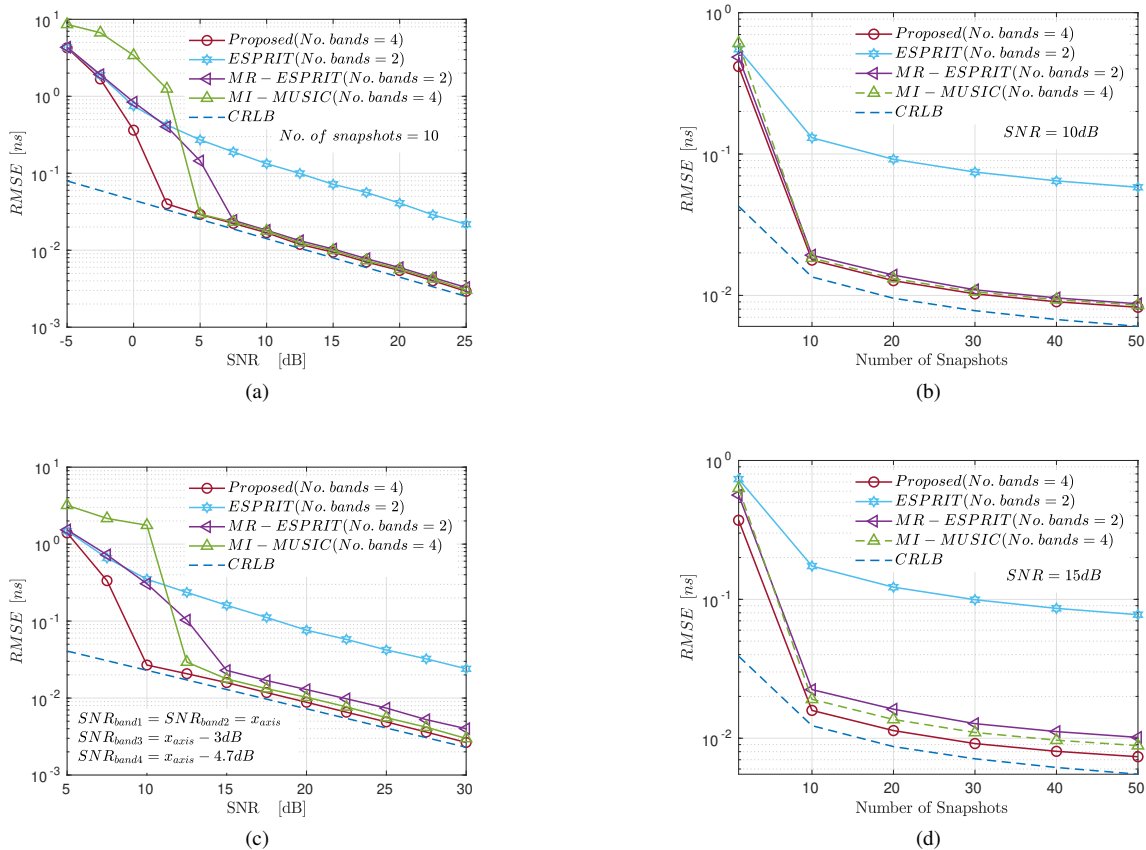 10^1
10^0
10^-1
10^-2
10^-3
RMSE [ns]
-5 0 5 10 15 20 25
SNR [dB]
Proposed(No. bands = 4)
ESPRIT(No. bands = 2)
MR − ESPRIT(No. bands = 2)
MI − MUSIC(No. bands = 4)
CRLB
No. of snapshots = 10
(a)
10^0
10^-1
10^-2
RMSE [ns]
10 20 30 40 50
Number of Snapshots
Proposed(No. bands = 4)
ESPRIT(No. bands = 2)
MR − ESPRIT(No. bands = 2)
MI − MUSIC(No. bands = 4)
CRLB
SNR = 10dB
(b)
10^1
10^0
10^-1
10^-2
10^-3
RMSE [ns]
5 10 15 20 25 30
SNR [dB]
Proposed(No. bands = 4)
ESPRIT(No. bands = 2)
MR − ESPRIT(No. bands = 2)
MI − MUSIC(No. bands = 4)
CRLB
SNR_band1 = SNR_band2 = x_axis
SNR_band3 = x_axis − 3dB
SNR_band4 = x_axis − 4.7dB
(c)
10^0
10^-1
10^-2
RMSE [ns]
10 20 30 40 50
Number of Snapshots
Proposed(No. bands = 4)
ESPRIT(No. bands = 2)
MR − ESPRIT(No. bands = 2)
MI − MUSIC(No. bands = 4)
CRLB
SNR = 15dB
(d)